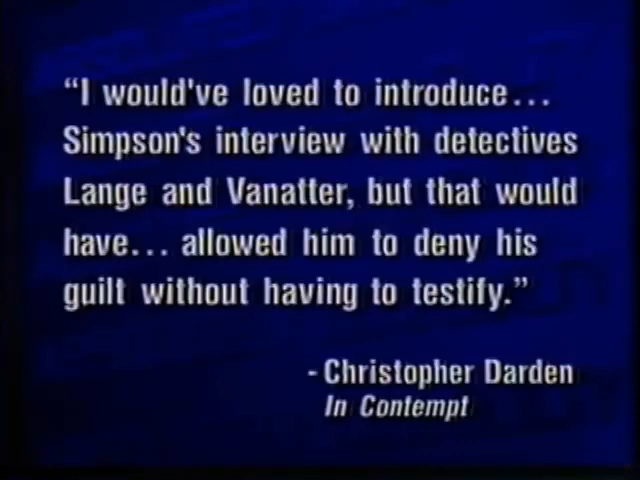 “I would've loved to introduce...
Simpson's interview with detectives
Lange and Vanatter, but that would
have... allowed him to deny his
guilt without having to testify.”
- Christopher Darden
In Contempt